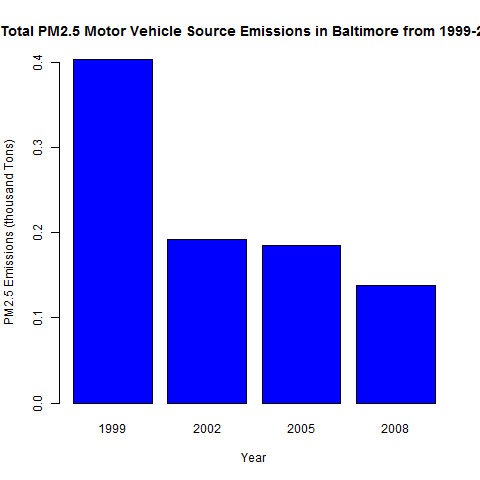 Total PM2.5 Motor Vehicle Source Emissions in Baltimore from 1999-2
PM2.5 Emissions (thousand Tons)
0.4
0.3
0.2
0.1
0.0
1999 2002 2005 2008
Year